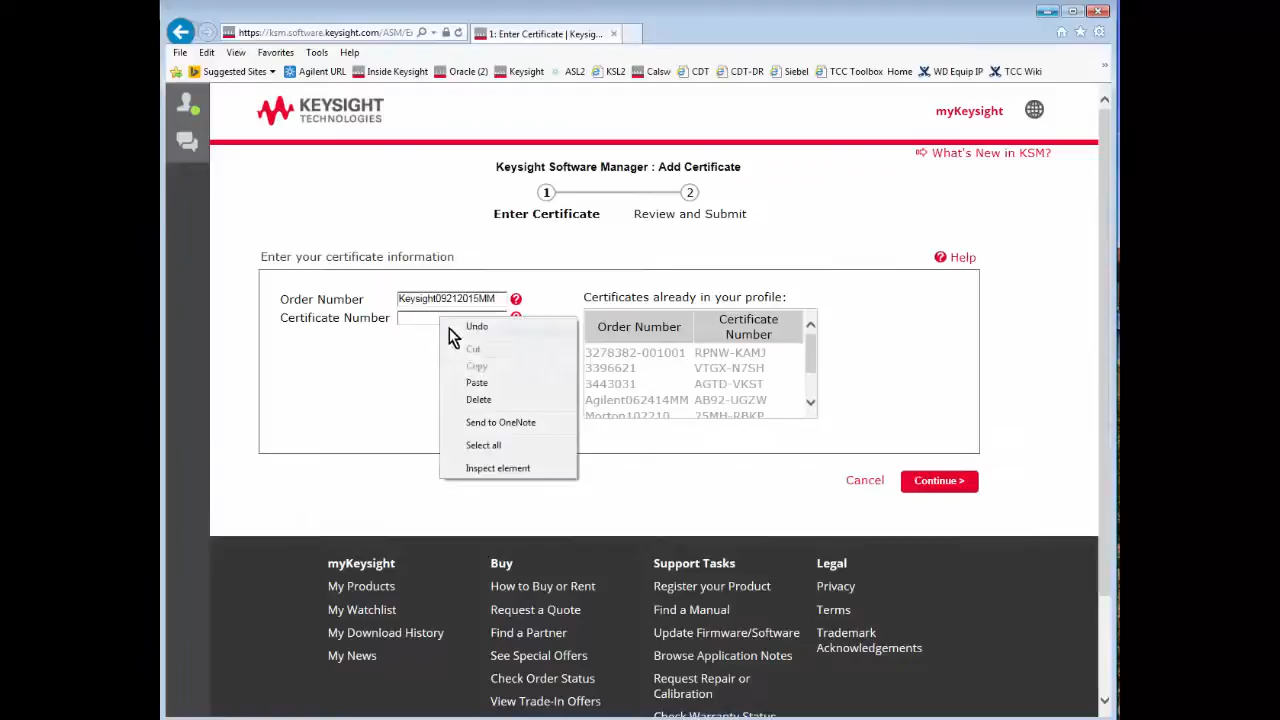 https://ksm.software.keysight.com/ASM/E
1: Enter Certificate | Keysig...
File Edit View Favorites Tools Help
Suggested Sites Agilent URL Inside Keysight Oracle (2) Keysight ASL2 KSL2 Calsw CDT CDT-DR Siebel TCC Toolbox Home WD Equip IP TCC Wiki
KEYSIGHT
TECHNOLOGIES
myKeysight
What's New in KSM?
Keysight Software Manager : Add Certificate
1 2
Enter Certificate Review and Submit
Enter your certificate information
? Help
Order Number Keysight09212015MM ?
Certificate Number
Certificates already in your profile:
Order Number Certificate Number
3278382-001001 RPNW-KAMJ
3396621 VTGX-N7SH
3443031 AGTD-VKST
Agilent062414MM AB92-UGZW
Morton102210 25MH-RBKP
Undo
Cut
Copy
Paste
Delete
Send to OneNote
Select all
Inspect element
Cancel Continue >
myKeysight
My Products
My Watchlist
My Download History
My News
Buy
How to Buy or Rent
Request a Quote
Find a Partner
See Special Offers
Check Order Status
View Trade-In Offers
Support Tasks
Register your Product
Find a Manual
Update Firmware/Software
Browse Application Notes
Request Repair or
Calibration
Check Warranty Status
Legal
Privacy
Terms
Trademark
Acknowledgements